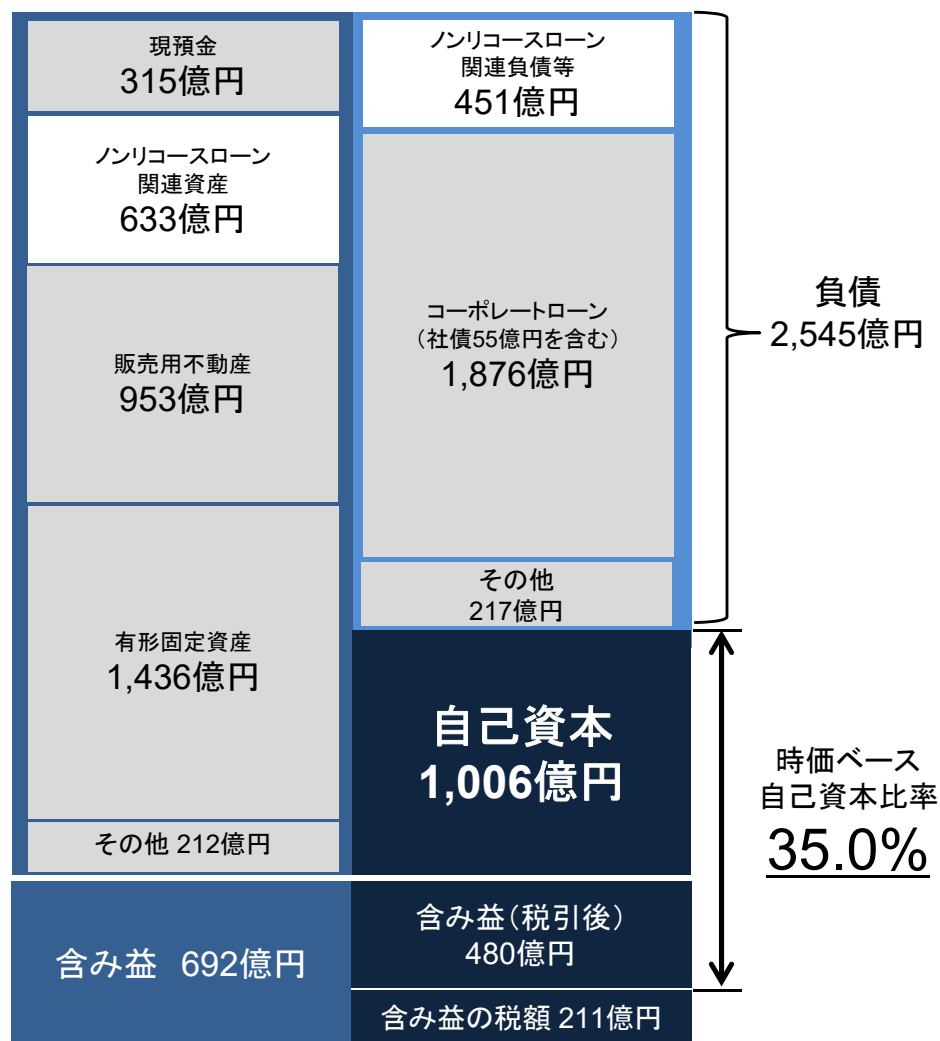 現預金
315億円
ノンリコースローン
関連資産
633億円
販売用不動産
953億円
有形固定資産
1,436億円
その他 212億円
含み益 692億円
ノンリコースローン
関連負債等
451億円
コーポレートローン
（社債55億円を含む）
1,876億円
その他
217億円
自己資本
1,006億円
含み益（税引後）
480億円
含み益の税額 211億円
負債
2,545億円
時価ベース
自己資本比率
35.0%